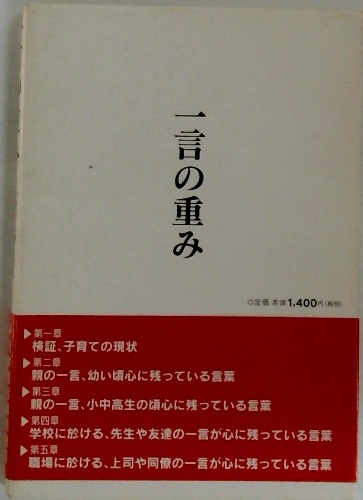 一言の重み
◎定価 本体1,400円(税別)
▶第一章
検証、子育ての現状
▶第二章
親の一言、幼い頃心に残っている言葉
▶第三章
親の一言、小中高生の頃心に残っている言葉
▶第四章
学校に於ける、先生や友達の一言が心に残っている言葉
▶第五章
職場に於ける、上司や同僚の一言が心に残っている言葉